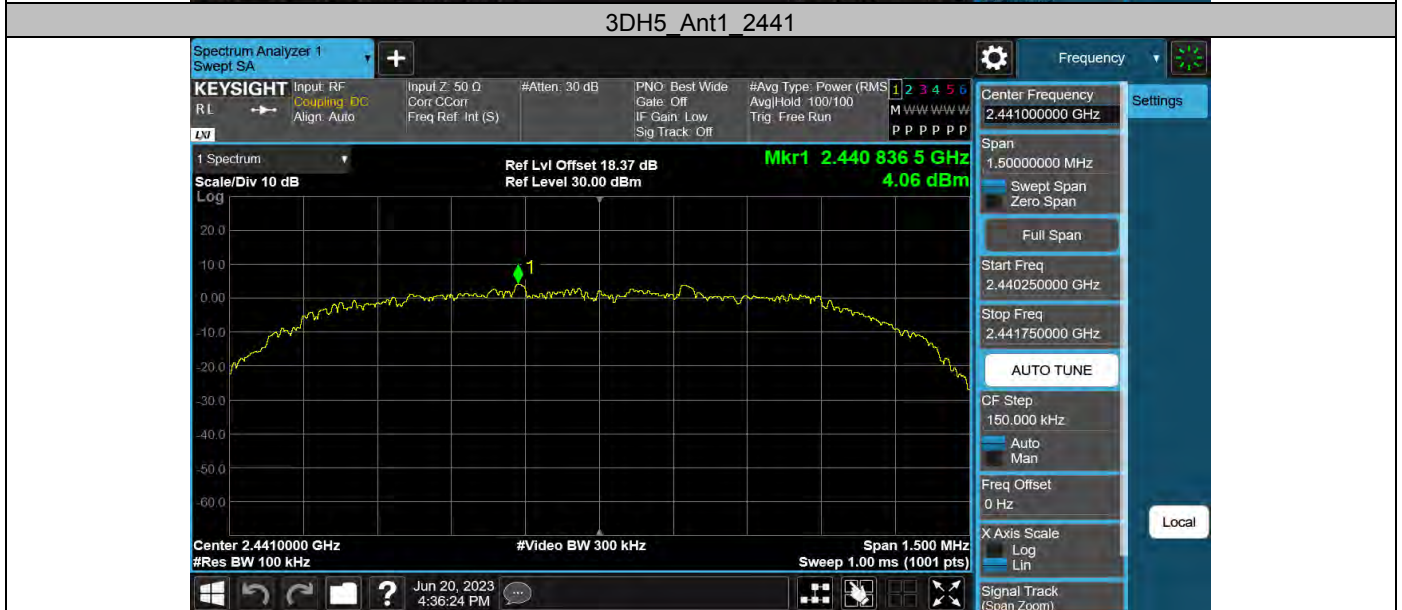 3DH5_Ant1_2441
Spectrum Analyzer 1
Swept SA
Frequency
KEYSIGHT
RL
LXI
Input: RF
Coupling: DC
Align: Auto
Input Z: 50 Ω
Corr CCorr
Freq Ref: Int (S)
#Atten: 30 dB
PNO: Best Wide
Gate: Off
IF Gain: Low
Sig Track: Off
#Avg Type: Power (RMS
Avg|Hold: 100/100
Trig: Free Run
1 2 3 4 5 6
M W W W W W
P P P P P P
1 Spectrum
Scale/Div 10 dB
Log
Ref Lvl Offset 18.37 dB
Ref Level 30.00 dBm
Mkr1 2.440 836 5 GHz
4.06 dBm
20.0
10.0
0.00
-10.0
-20.0
-30.0
-40.0
-50.0
-60.0
1
Center 2.4410000 GHz
#Res BW 100 kHz
#Video BW 300 kHz
Span 1.500 MHz
Sweep 1.00 ms (1001 pts)
Jun 20, 2023
4:36:24 PM
Center Frequency
2.441000000 GHz
Span
1.50000000 MHz
Swept Span
Zero Span
Full Span
Start Freq
2.440250000 GHz
Stop Freq
2.441750000 GHz
AUTO TUNE
CF Step
150.000 kHz
Auto
Man
Freq Offset
0 Hz
X Axis Scale
Log
Lin
Signal Track
(Span Zoom)
Settings
Local